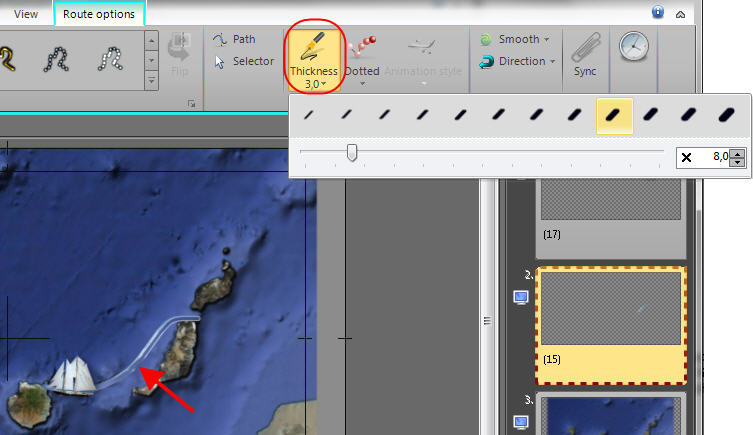 View Route options
Path
Selector
Flip
Thickness
3,0
Dotted
Animation style
Smooth
Direction
Sync
8,0
(17)
2.
(15)
3.